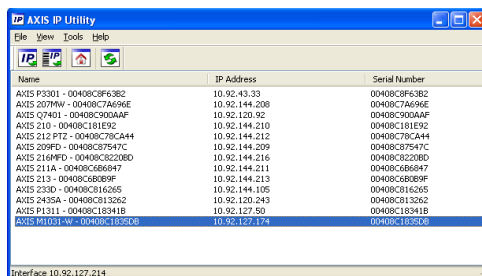 IP AXIS IP Utility
File View Tools Help
IP IP
Name IP Address Serial Number
AXIS P3301 - 00408C8F63B2 10.92.43.33 00408C8F63B2
AXIS 207MW - 00408C7A696E 10.92.144.208 00408C7A696E
AXIS Q7401 - 00408C900AAF 10.92.120.92 00408C900AAF
AXIS 210 - 00408C181E92 10.92.144.210 00408C181E92
AXIS 212 PTZ - 00408C78CA44 10.92.144.212 00408C78CA44
AXIS 209FD - 00408C87547C 10.92.144.209 00408C87547C
AXIS 216MFD - 00408C8220BD 10.92.144.216 00408C8220BD
AXIS 211A - 00408C6B6847 10.92.144.211 00408C6B6847
AXIS 213 - 00408C6B0B9F 10.92.144.213 00408C6B0B9F
AXIS 233D - 00408C816265 10.92.144.105 00408C816265
AXIS 243SA - 00408C813262 10.92.120.243 00408C813262
AXIS P1311 - 00408C18341B 10.92.127.50 00408C18341B
AXIS M1031-W - 00408C1835DB 10.92.127.174 00408C1835DB
Interface 10.92.127.214